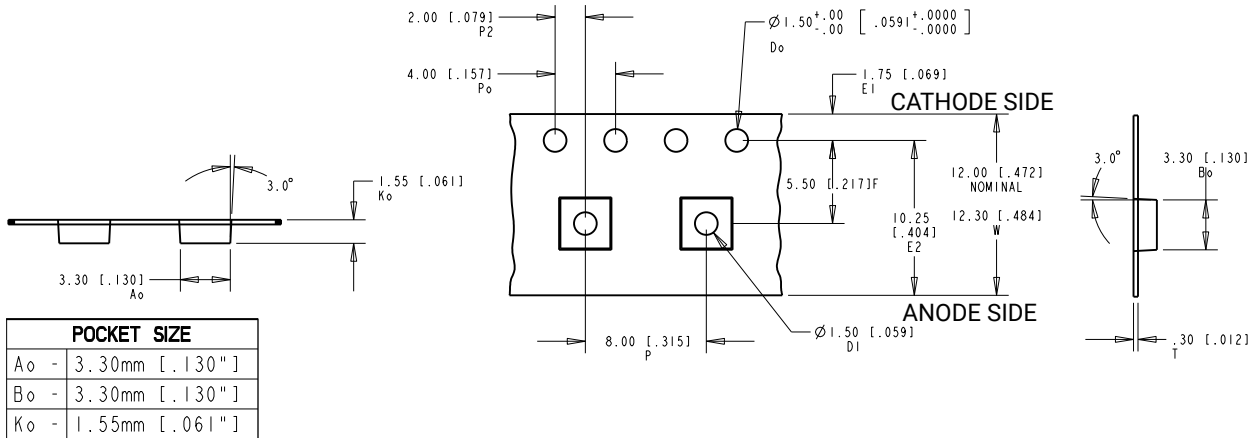 2.00 [.079]
P2
4.00 [.157]
Po
Ø1.50 +.00 -.00 [ .0591 +.0000 -.0000 ]
Do
1.75 [.069]
E1
CATHODE SIDE
3.0°
1.55 [.061]
Ko
3.30 [.130]
Ao
5.50 [.217]F
10.25
[.404]
E2
12.00 [.472]
NOMINAL
12.30 [.484]
W
ANODE SIDE
8.00 [.315]
P
Ø1.50 [.059]
D1
3.0°
3.30 [.130]
Bo
.30 [.012]
T
POCKET SIZE
Ao - 3.30mm [.130"]
Bo - 3.30mm [.130"]
Ko - 1.55mm [.061"]